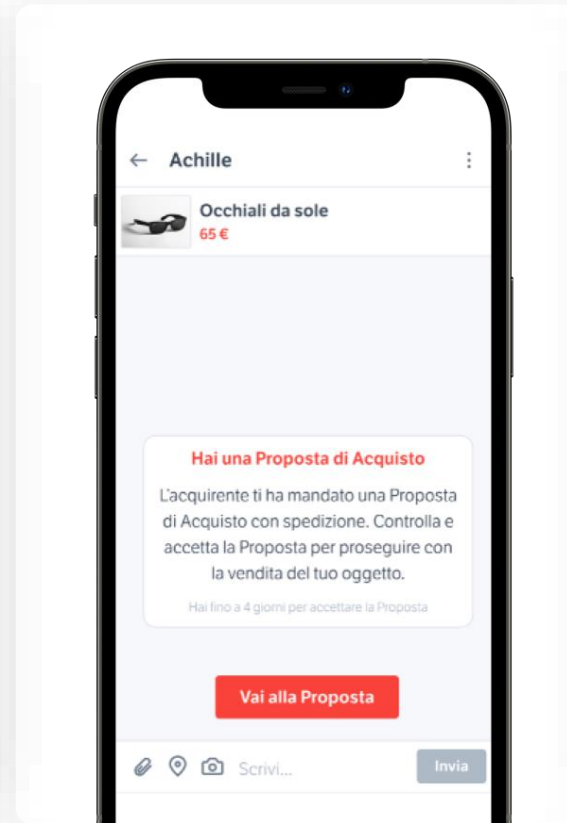 Achille
Occhiali da sole
65 €
Hai una Proposta di Acquisto
L'acquirente ti ha mandato una Proposta
di Acquisto con spedizione. Controlla e
accetta la Proposta per proseguire con
la vendita del tuo oggetto.
Hai fino a 4 giorni per accettare la Proposta
Vai alla Proposta
Scrivi...
Invia